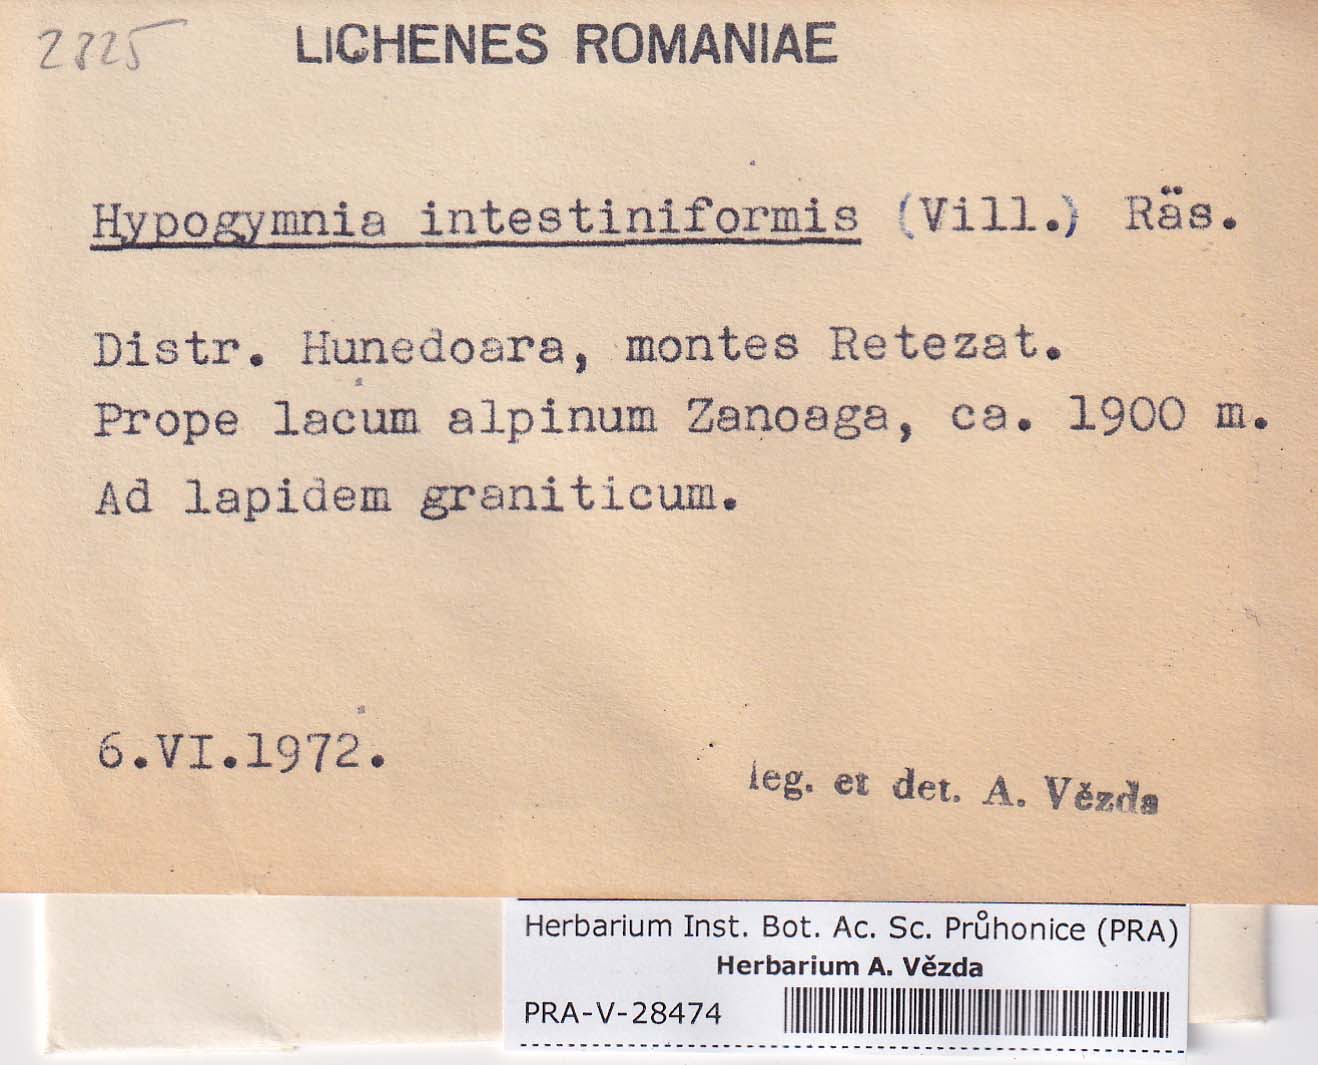 2825 LICHENES ROMANIAE
Hypogymnia intestiniformis (Vill.) Räs.
Distr. Hunedoara, montes Retezat.
Prope lacum alpinum Zanoaga, ca. 1900 m.
Ad lapidem graniticum.
6.VI.1972.
leg. et det. A. Vězda
Herbarium Inst. Bot. Ac. Sc. Průhonice (PRA)
Herbarium A. Vězda
PRA-V-28474